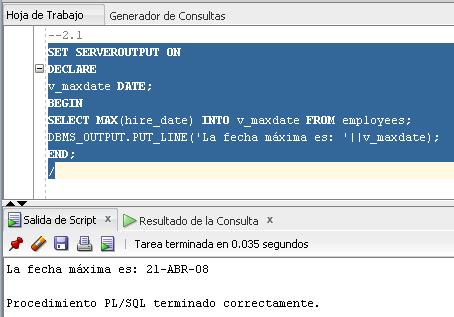 Hoja de Trabajo Generador de Consultas
--2.1
SET SERVEROUTPUT ON
DECLARE
v_maxdate DATE;
BEGIN
SELECT MAX(hire_date) INTO v_maxdate FROM employees;
DBMS_OUTPUT.PUT_LINE('La fecha máxima es: '||v_maxdate);
END;
/
Salida de Script x Resultado de la Consulta x
Tarea terminada en 0.035 segundos
La fecha máxima es: 21-ABR-08
Procedimiento PL/SQL terminado correctamente.